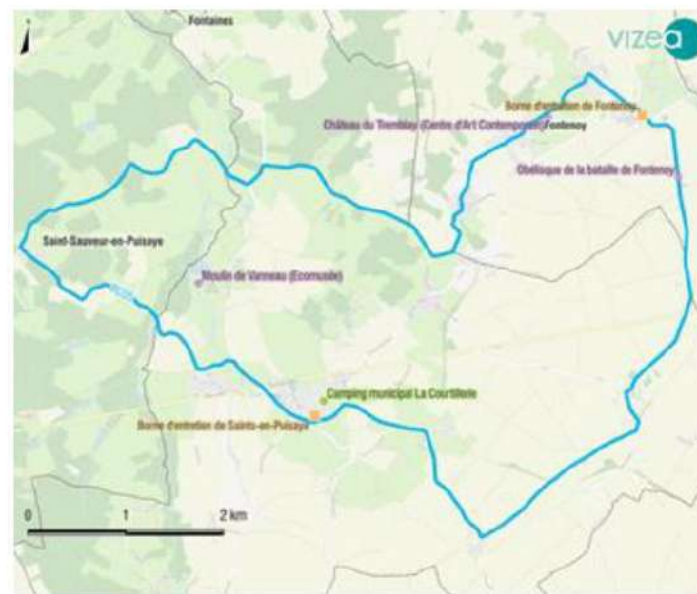 Fontaines
vizea
Borne d'entretien de Fontenoy
Château du Tremblay (Centre d'Art Contemporain)
Fontenoy
Obélisque de la bataille de Fontenoy
Saint-Sauveur-en-Puisaye
Moulin de Vanneau (Ecomusée)
Camping municipal La Courtillerie
Borne d'entretien de Saints-en-Puisaye
0 1 2 km